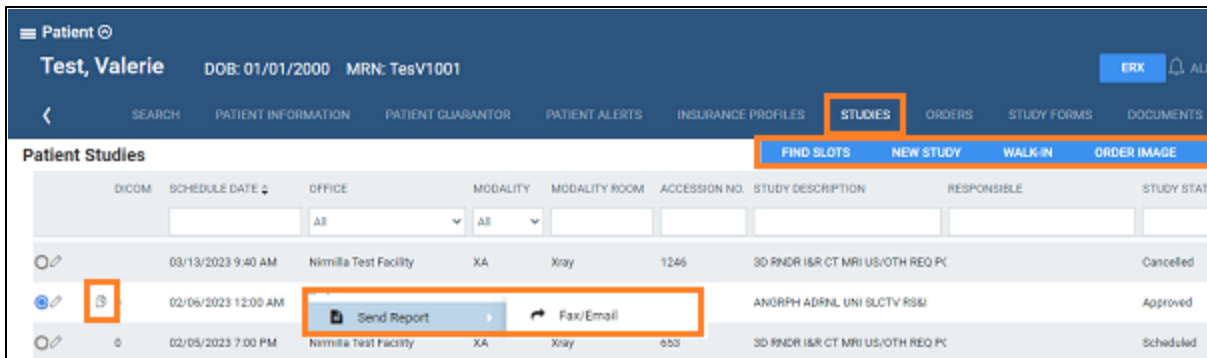 Patient
Test, Valerie DOB: 01/01/2000 MRN: TesV1001 ERX
SEARCH PATIENT INFORMATION PATIENT GUARANTOR PATIENT ALERTS INSURANCE PROFILES STUDIES ORDERS STUDY FORMS DOCUMENTS
Patient Studies FIND SLOTS NEW STUDY WALK-IN ORDER IMAGE
DICOM SCHEDULE DATE OFFICE MODALITY MODALITY ROOM ACCESSION NO. STUDY DESCRIPTION RESPONSIBLE STUDY STAT
All All
03/13/2023 9:40 AM Nirmilla Test Facility XA Xray 1246 3D RNDR I&R CT MRI US/OTH REQ PC Cancelled
02/06/2023 12:00 AM ANGRPH ADRNL UNI SLCTV RS&I Approved
Send Report Fax/Email
0 02/05/2023 7:00 PM Nirmilla Test Facility XA Xray 653 3D RNDR I&R CT MRI US/OTH REQ PC Scheduled